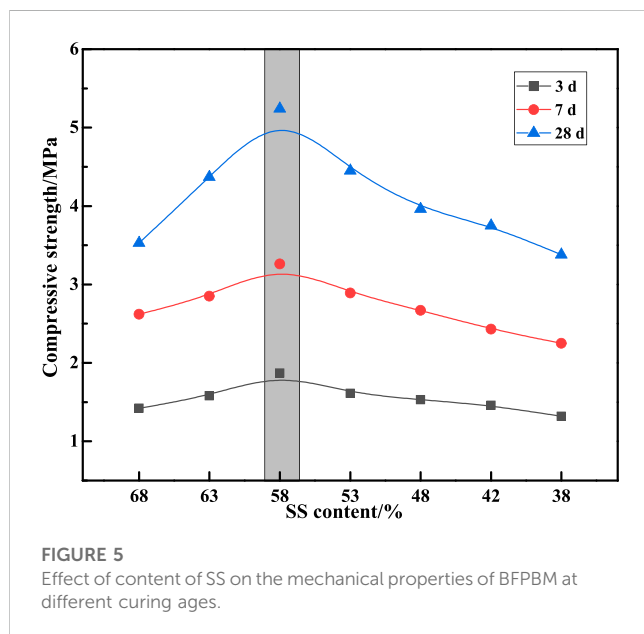 6
5
4
3
2
1
Compressive strength/MPa
3 d
7 d
28 d
68 63 58 53 48 42 38
SS content/%
FIGURE 5
Effect of content of SS on the mechanical properties of BFPBM at
different curing ages.